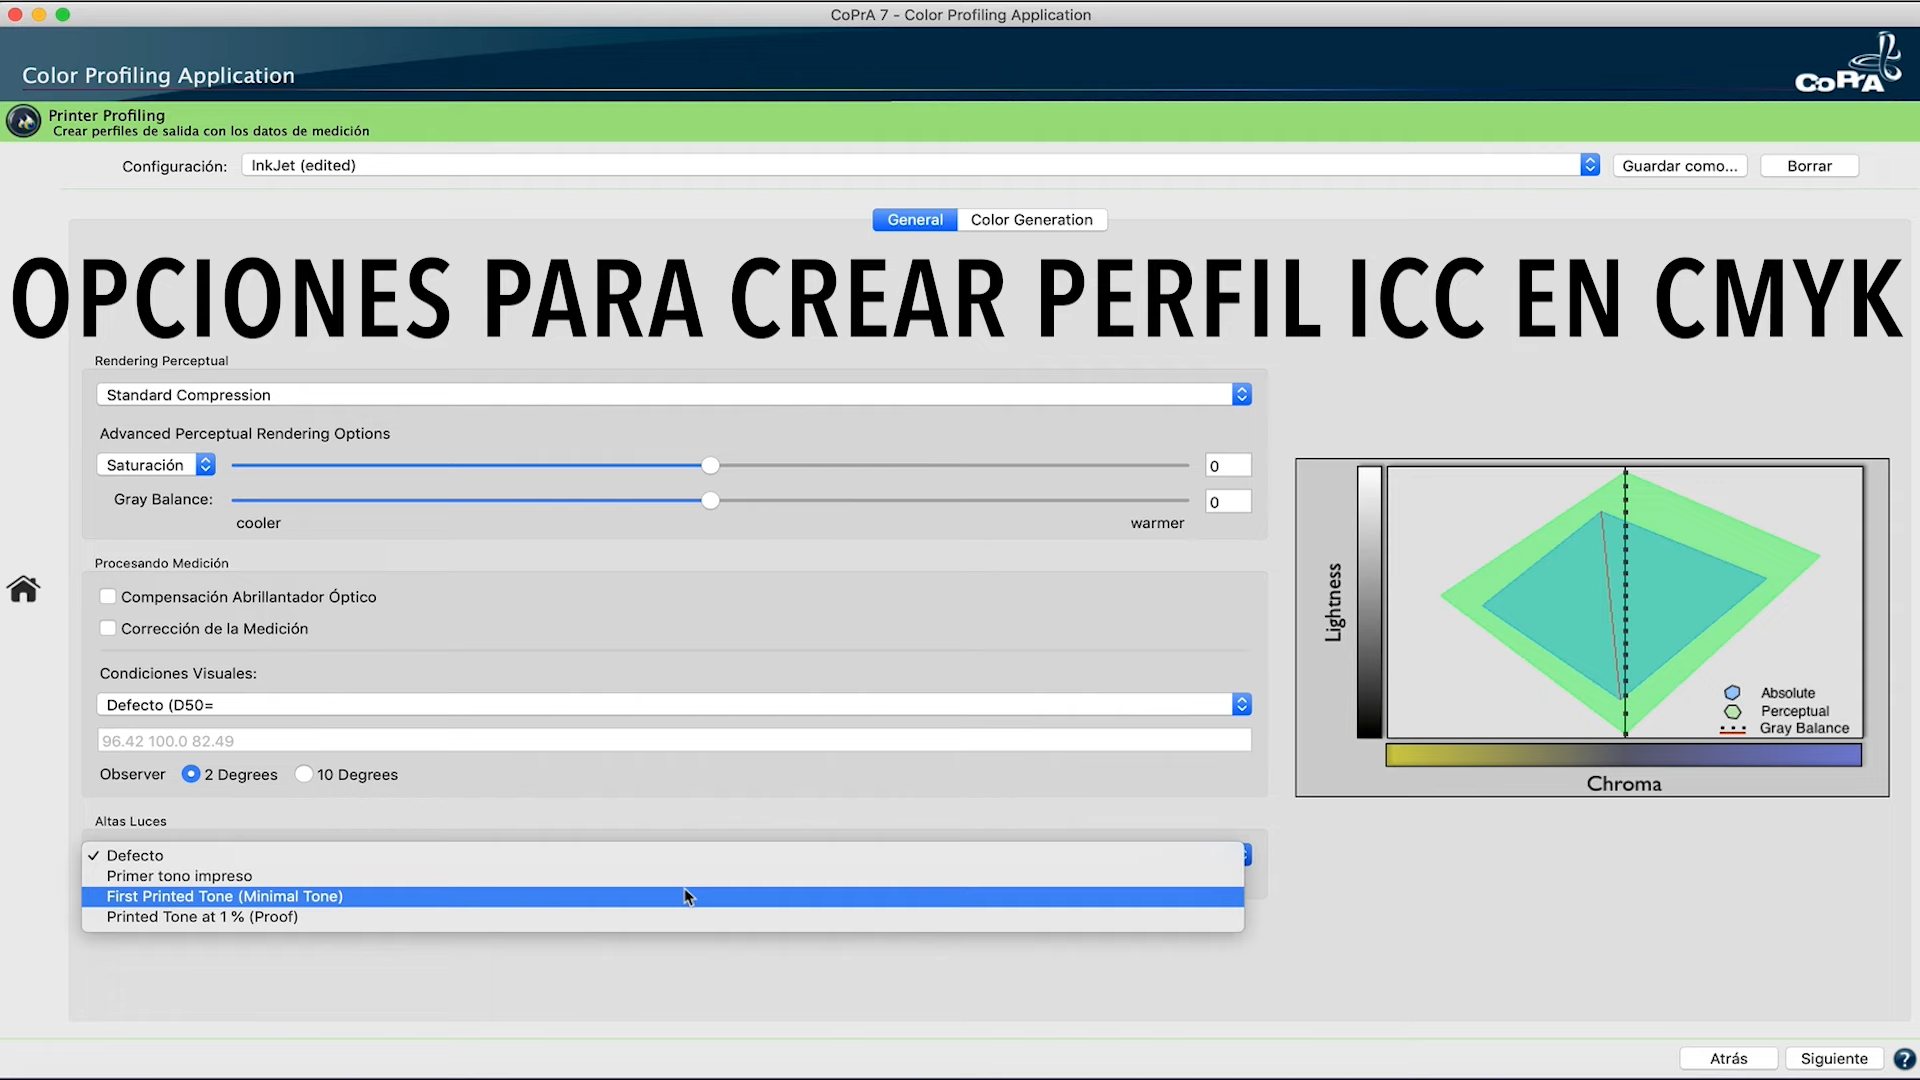 CoPrA 7 - Color Profiling Application
Color Profiling Application
CoPrA
Printer Profiling
Crear perfiles de salida con los datos de medición
Configuración: InkJet (edited) Guardar como... Borrar
General Color Generation
OPCIONES PARA CREAR PERFIL ICC EN CMYK
Rendering Perceptual
Standard Compression
Advanced Perceptual Rendering Options
Saturación 0
Gray Balance: 0
cooler warmer
Procesando Medición
Compensación Abrillantador Óptico
Corrección de la Medición
Condiciones Visuales:
Defecto (D50=
96.42 100.0 82.49
Observer 2 Degrees 10 Degrees
Altas Luces
✓ Defecto
Primer tono impreso
First Printed Tone (Minimal Tone)
Printed Tone at 1 % (Proof)
Lightness
Absolute
Perceptual
Gray Balance
Chroma
Atrás Siguiente ?